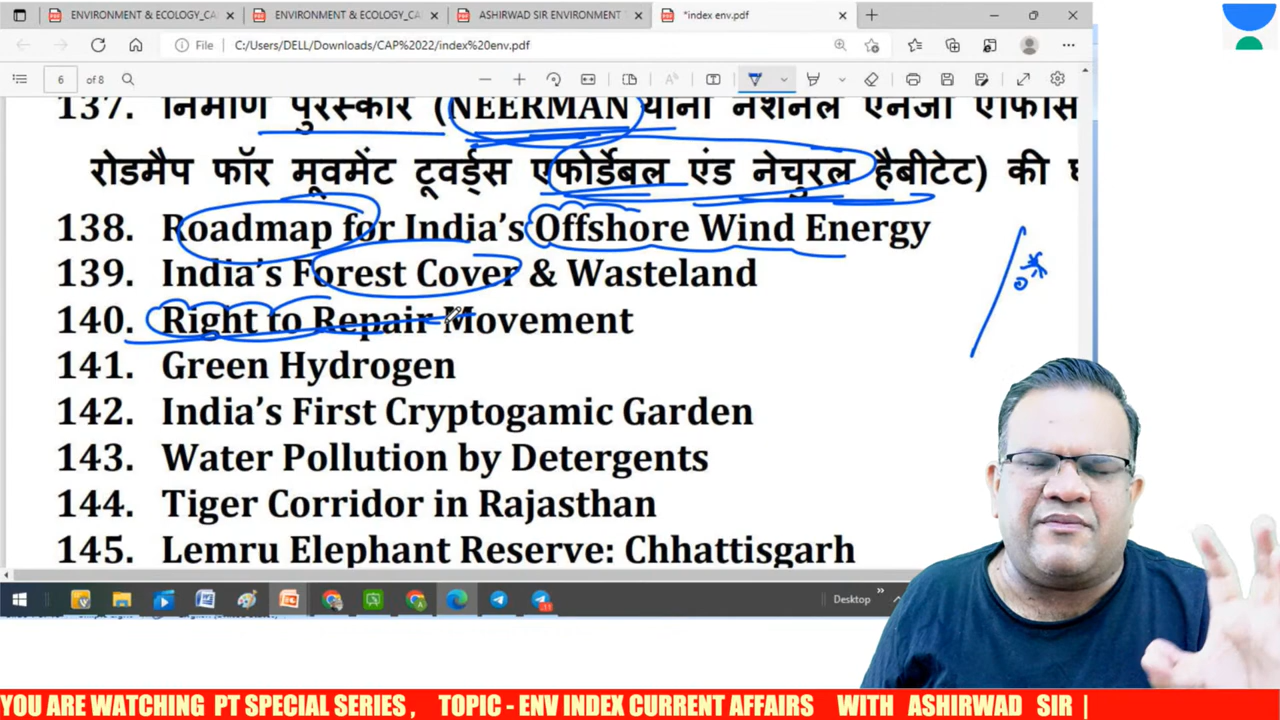 ENVIRONMENT & ECOLOGY_CA
ENVIRONMENT & ECOLOGY_CA
ASHIRWAD SIR ENVIRONMENT
*index env.pdf
File C:/Users/DELL/Downloads/CAP%2022/index%20env.pdf
6 of 8
137. निर्माण पुरस्कार (NEERMAN यानी नेशनल एनर्जी एफिसि
रोडमैप फॉर मूवमेंट टूवर्ड्स एफोर्डेबल एंड नेचुरल हैबीटेट) की
138. Roadmap for India's Offshore Wind Energy
139. India's Forest Cover & Wasteland
140. Right to Repair Movement
141. Green Hydrogen
142. India's First Cryptogamic Garden
143. Water Pollution by Detergents
144. Tiger Corridor in Rajasthan
145. Lemru Elephant Reserve: Chhattisgarh
Desktop
YOU ARE WATCHING PT SPECIAL SERIES , TOPIC - ENV INDEX CURRENT AFFAIRS WITH ASHIRWAD SIR |